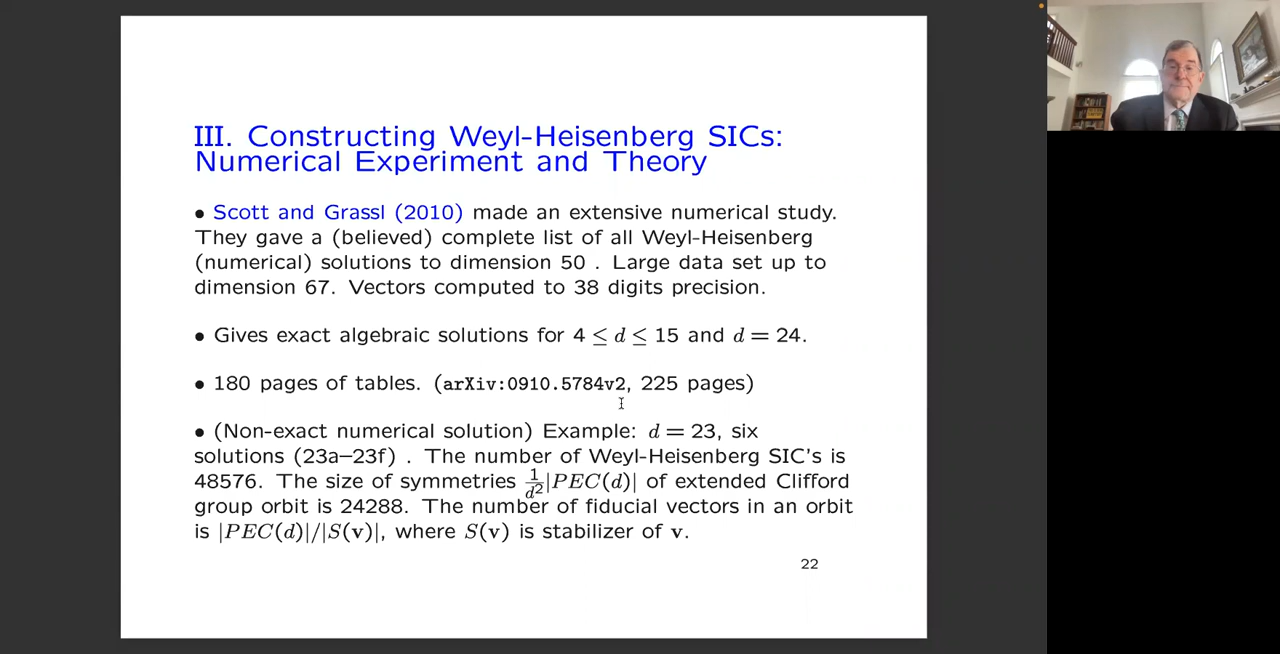 III. Constructing Weyl-Heisenberg SICs:
Numerical Experiment and Theory
• Scott and Grassl (2010) made an extensive numerical study.
They gave a (believed) complete list of all Weyl-Heisenberg
(numerical) solutions to dimension 50 . Large data set up to
dimension 67. Vectors computed to 38 digits precision.
• Gives exact algebraic solutions for 4 ≤ d ≤ 15 and d = 24.
• 180 pages of tables. (arXiv:0910.5784v2, 225 pages)
• (Non-exact numerical solution) Example: d = 23, six
solutions (23a–23f) . The number of Weyl-Heisenberg SIC's is
48576. The size of symmetries 1/d² |PEC(d)| of extended Clifford
group orbit is 24288. The number of fiducial vectors in an orbit
is |PEC(d)|/|S(v)|, where S(v) is stabilizer of v.
22